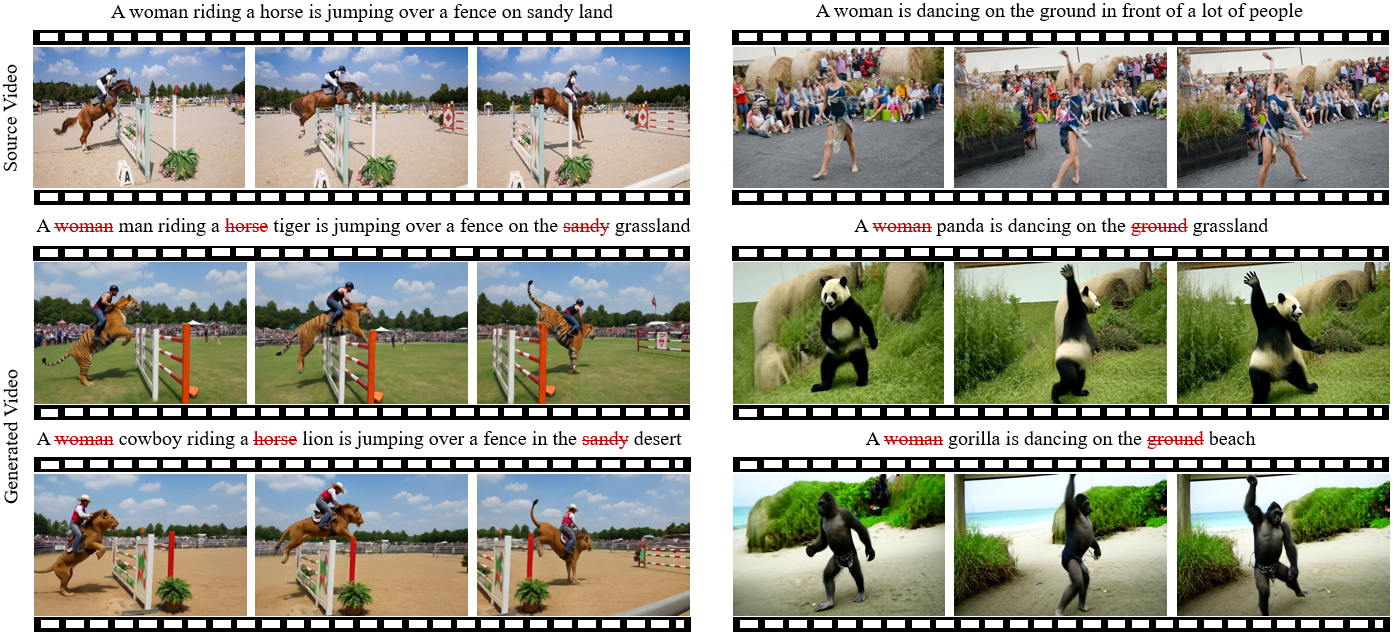 A woman riding a horse is jumping over a fence on sandy land
A woman is dancing on the ground in front of a lot of people
Source Video
A woman man riding a horse tiger is jumping over a fence on the sandy grassland
A woman panda is dancing on the ground grassland
Generated Video
A woman cowboy riding a horse lion is jumping over a fence in the sandy desert
A woman gorilla is dancing on the ground beach
A
A
A